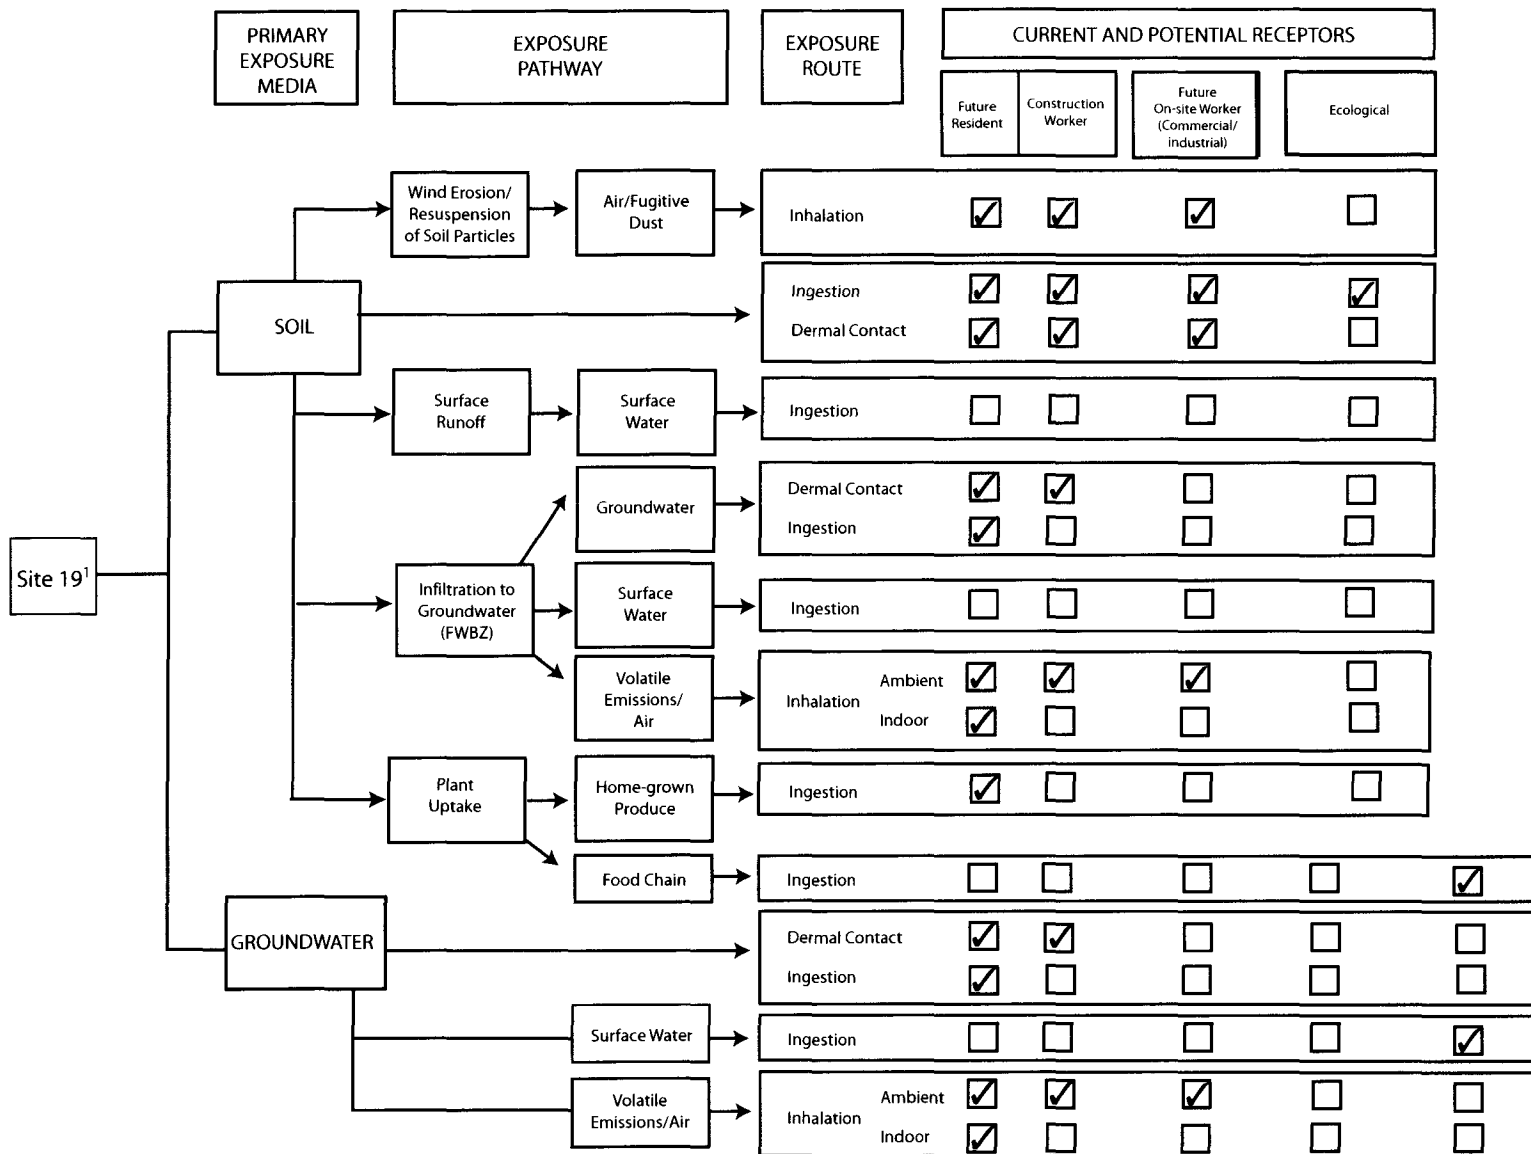 PRIMARY
EXPOSURE
MEDIA
EXPOSURE
PATHWAY
EXPOSURE
ROUTE
CURRENT AND POTENTIAL RECEPTORS
Future
Resident
Construction
Worker
Future
On-site Worker
(Commercial/
industrial)
Ecological
Wind Erosion/
Resuspension
of Soil Particles
Air/Fugitive
Dust
Inhalation
SOIL
Ingestion
Dermal Contact
Surface
Runoff
Surface
Water
Ingestion
Groundwater
Dermal Contact
Ingestion
Site 19¹
Infiltration to
Groundwater
(FWBZ)
Surface
Water
Ingestion
Volatile
Emissions/
Air
Inhalation
Ambient
Indoor
Plant
Uptake
Home-grown
Produce
Ingestion
Food Chain
Ingestion
GROUNDWATER
Dermal Contact
Ingestion
Surface Water
Ingestion
Volatile
Emissions/Air
Inhalation
Ambient
Indoor